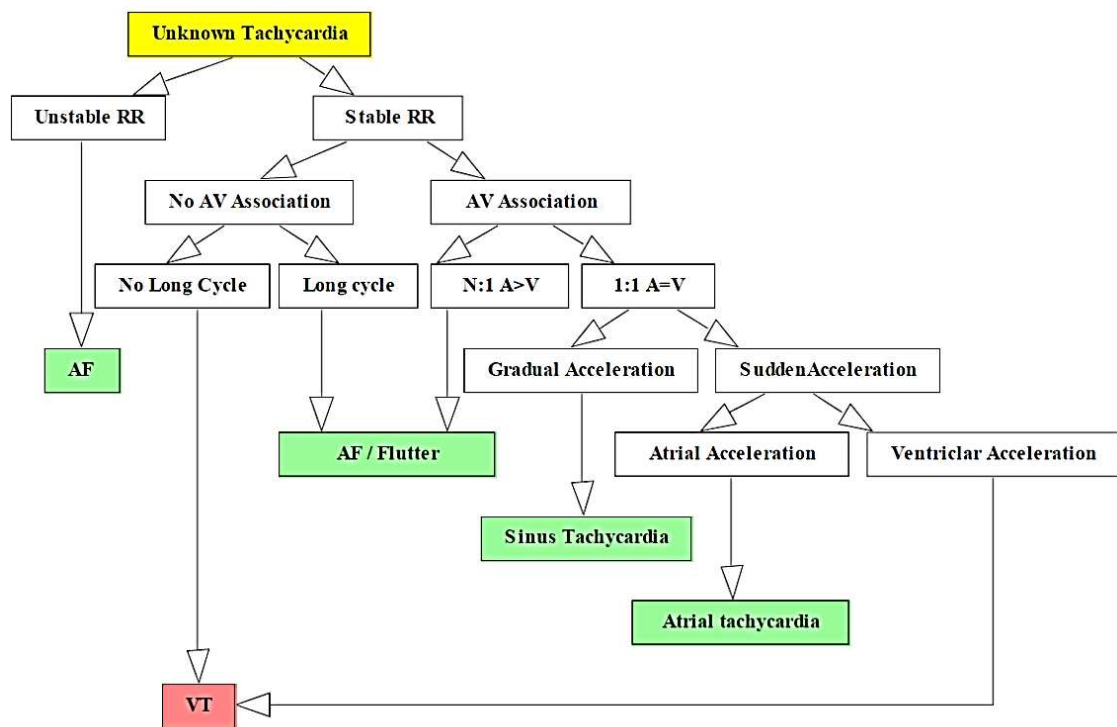 Unknown Tachycardia
Unstable RR
Stable RR
No AV Association
AV Association
No Long Cycle
Long cycle
N:1 A>V
1:1 A=V
AF
Gradual Acceleration
SuddenAcceleration
AF / Flutter
Atrial Acceleration
Ventriclar Acceleration
Sinus Tachycardia
Atrial tachycardia
VT